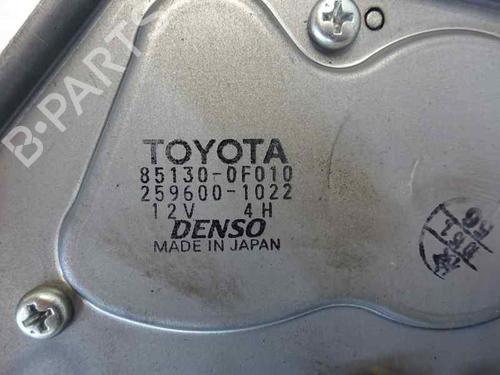 B-PARTS
TOYOTA
85130-0F010
259600-1022
12V 4H
DENSO
MADE IN JAPAN